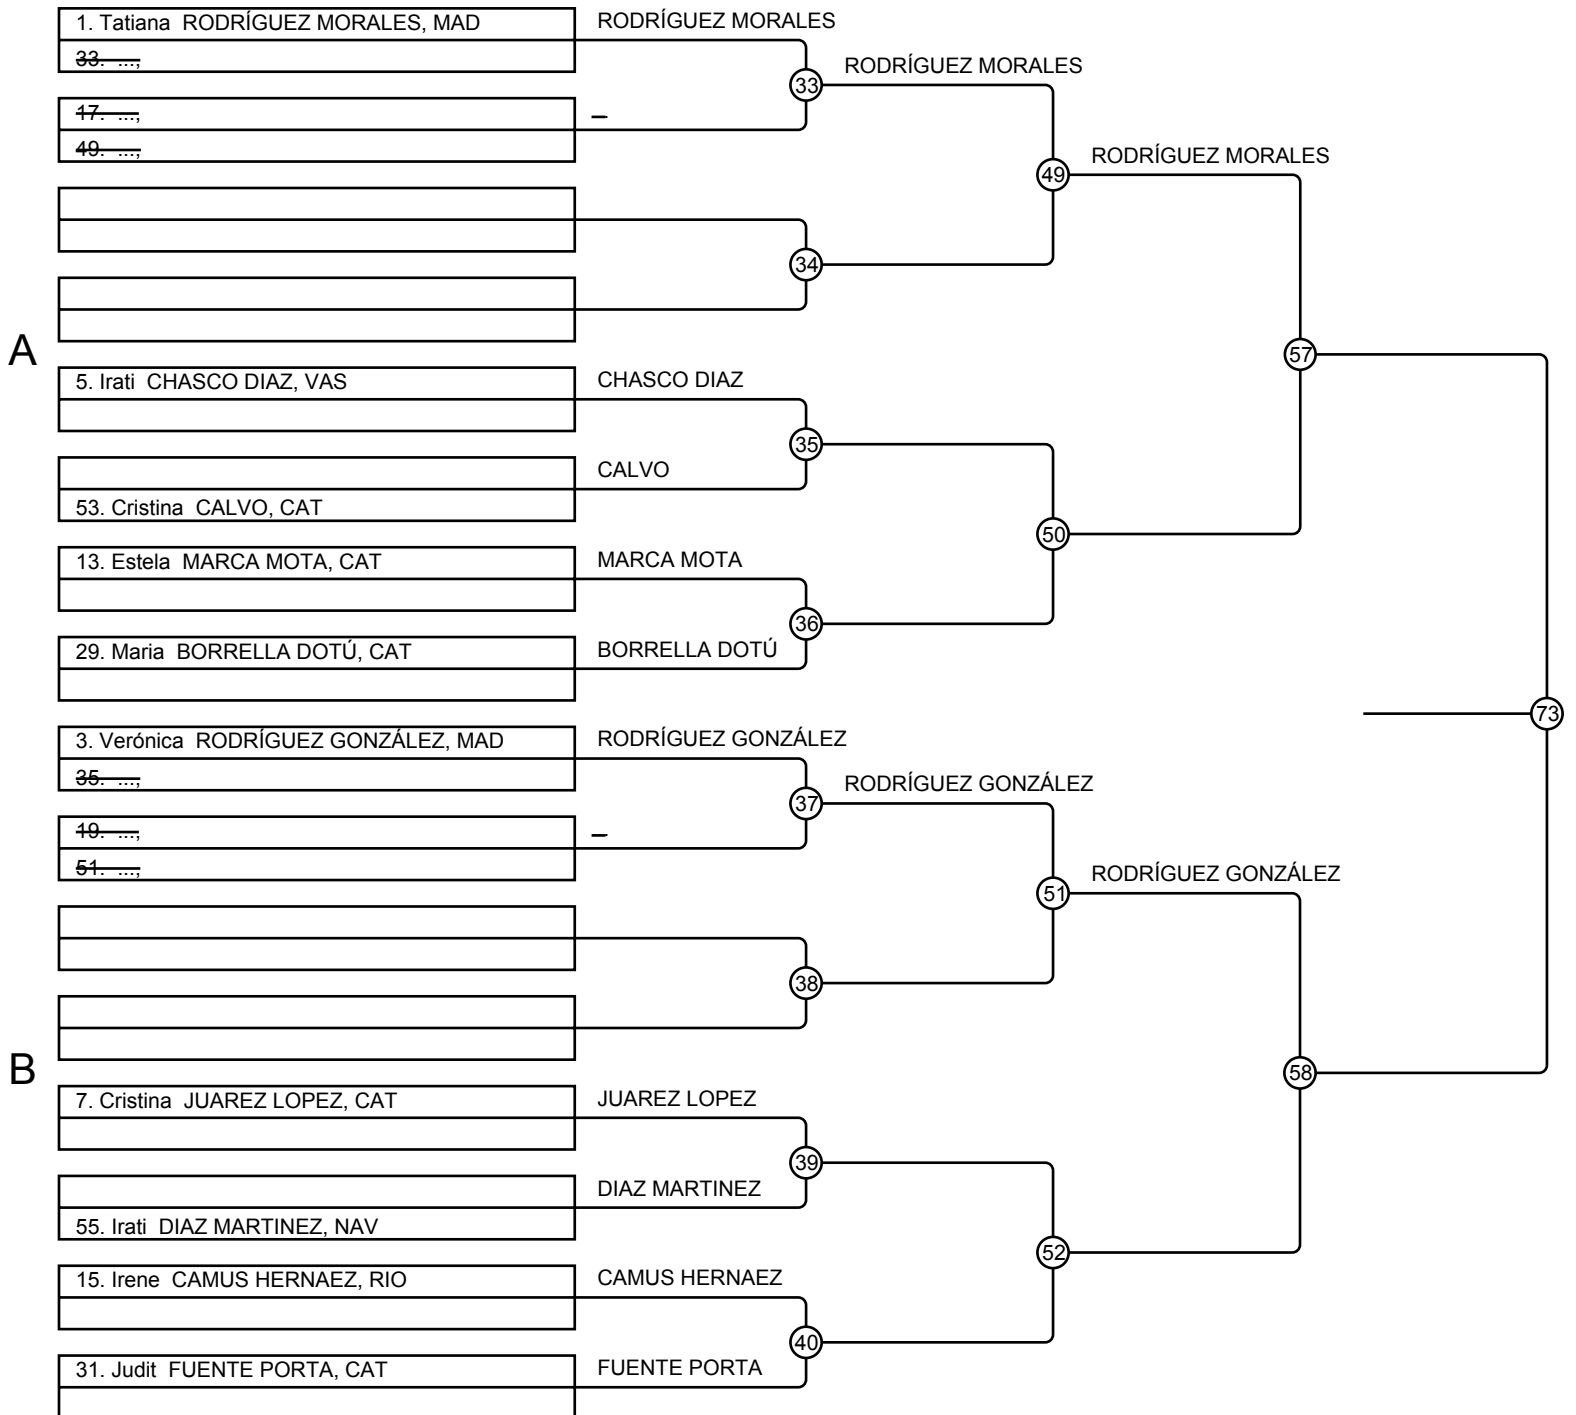 1. Tatiana RODRÍGUEZ MORALES, MAD
RODRÍGUEZ MORALES
33. ...,
RODRÍGUEZ MORALES
33
17. ...,
–
49. ...,
RODRÍGUEZ MORALES
49
34
A
57
5. Irati CHASCO DIAZ, VAS
CHASCO DIAZ
35
CALVO
53. Cristina CALVO, CAT
50
13. Estela MARCA MOTA, CAT
MARCA MOTA
36
29. Maria BORRELLA DOTÚ, CAT
BORRELLA DOTÚ
73
3. Verónica RODRÍGUEZ GONZÁLEZ, MAD
RODRÍGUEZ GONZÁLEZ
35. ...,
RODRÍGUEZ GONZÁLEZ
37
19. ...,
–
51. ...,
RODRÍGUEZ GONZÁLEZ
51
38
B
58
7. Cristina JUAREZ LOPEZ, CAT
JUAREZ LOPEZ
39
DIAZ MARTINEZ
55. Irati DIAZ MARTINEZ, NAV
52
15. Irene CAMUS HERNAEZ, RIO
CAMUS HERNAEZ
40
31. Judit FUENTE PORTA, CAT
FUENTE PORTA